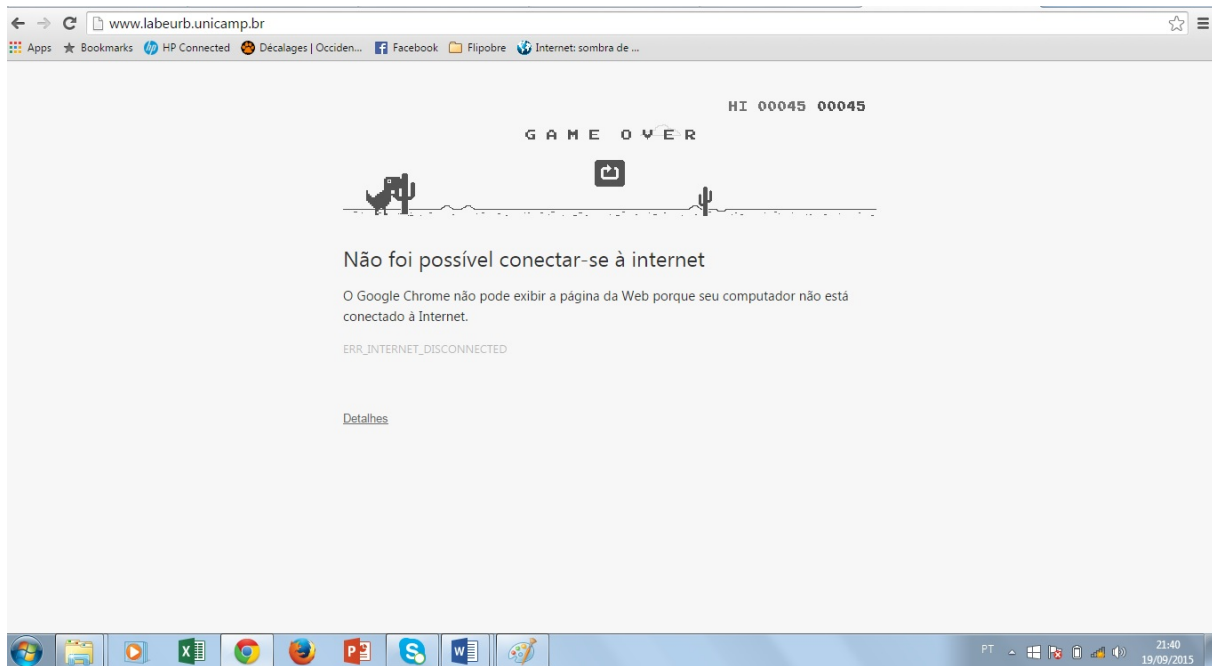 www.labeurb.unicamp.br
Apps Bookmarks HP Connected Décalages | Occiden... Facebook Flipobre Internet: sombra de ...
HI 00045 00045
GAME OVER
Não foi possível conectar-se à internet
O Google Chrome não pode exibir a página da Web porque seu computador não está
conectado à Internet.
ERR_INTERNET_DISCONNECTED
Detalhes
PT
21:40
19/09/2015